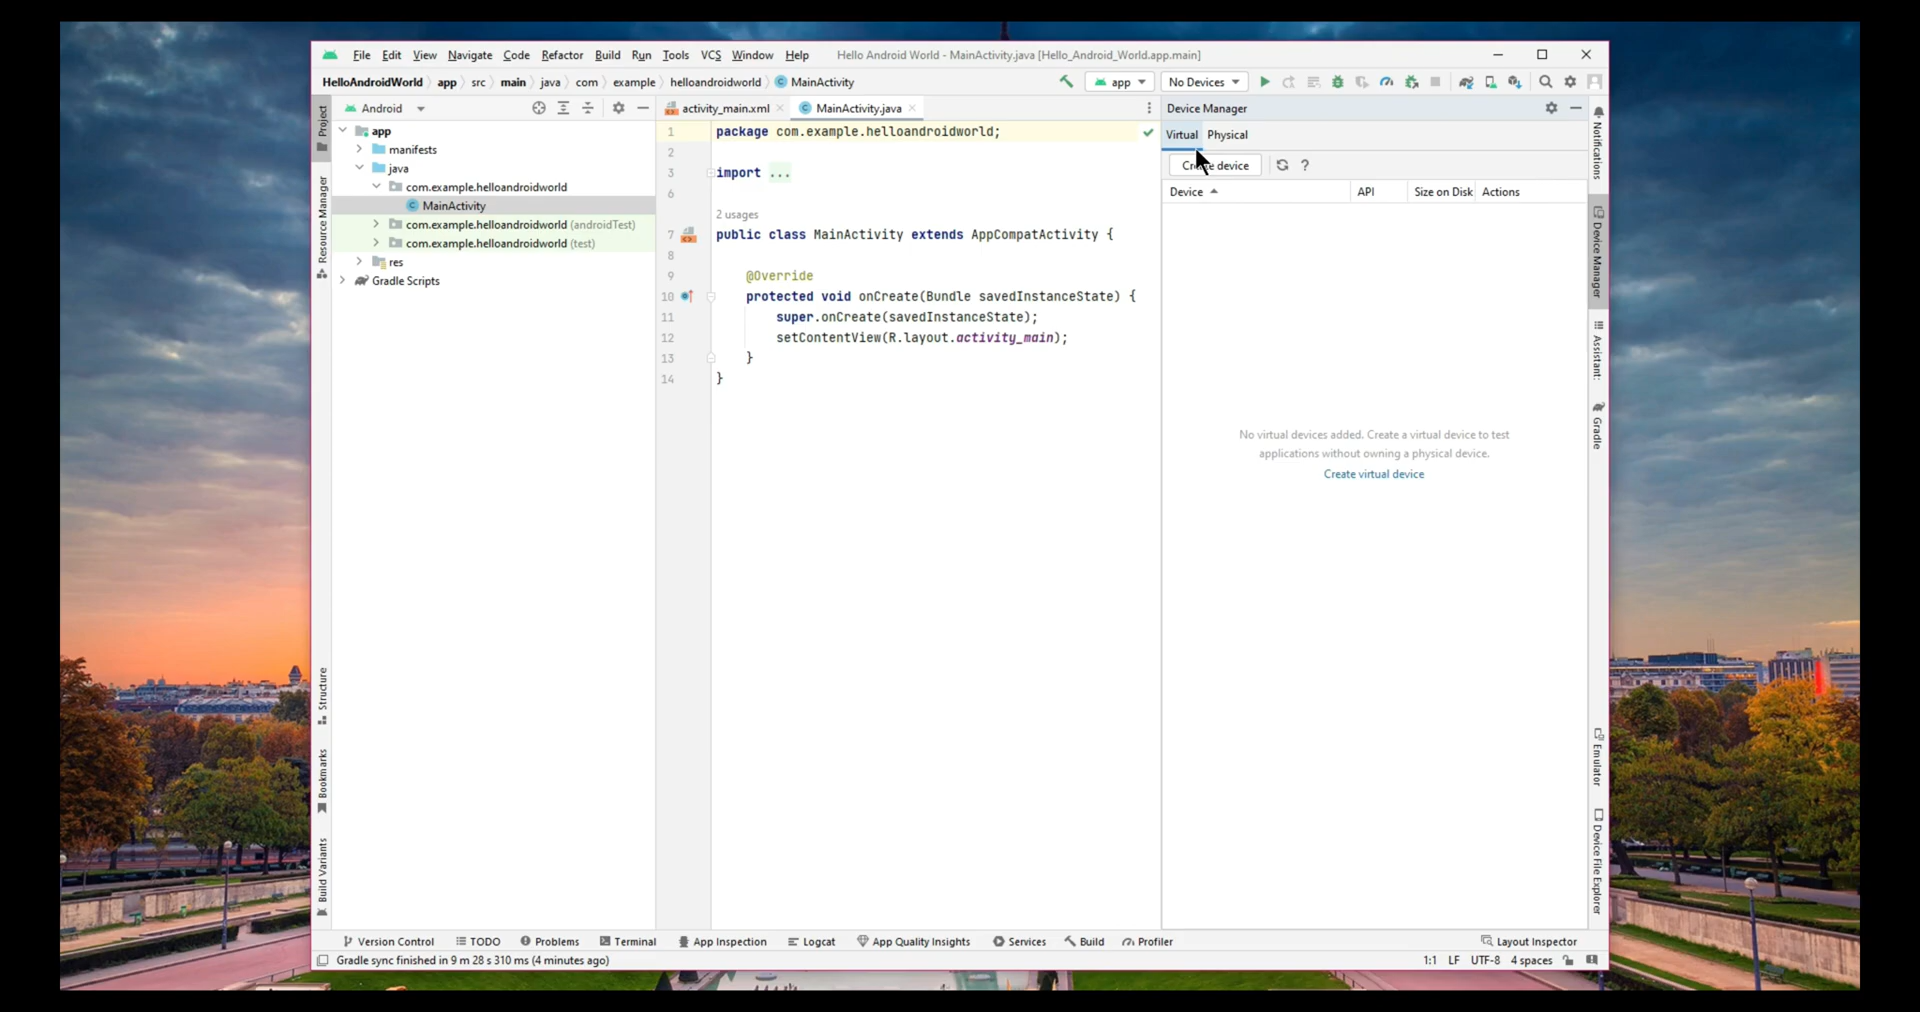 File Edit View Navigate Code Refactor Build Run Tools VCS Window Help Hello Android World - MainActivity.java [Hello_Android_World.app.main]
HelloAndroidWorld app src main java com example helloandroidworld MainActivity app No Devices
Project
Resource Manager
Structure
Bookmarks
Build Variants
Android
app
manifests
java
com.example.helloandroidworld
MainActivity
com.example.helloandroidworld (androidTest)
com.example.helloandroidworld (test)
res
Gradle Scripts
activity_main.xml MainActivity.java
1 package com.example.helloandroidworld;
2
3 import ...
6
2 usages
7 public class MainActivity extends AppCompatActivity {
8
9 @Override
10 protected void onCreate(Bundle savedInstanceState) {
11 super.onCreate(savedInstanceState);
12 setContentView(R.layout.activity_main);
13 }
14 }
Device Manager
Virtual Physical
device ?
Device API Size on Disk Actions
No virtual devices added. Create a virtual device to test
applications without owning a physical device.
Create virtual device
Notifications
Device Manager
Assistant:
Gradle
Emulator
Device File Explorer
Version Control TODO Problems Terminal App Inspection Logcat App Quality Insights Services Build Profiler Layout Inspector
Gradle sync finished in 9 m 28 s 310 ms (4 minutes ago) 1:1 LF UTF-8 4 spaces